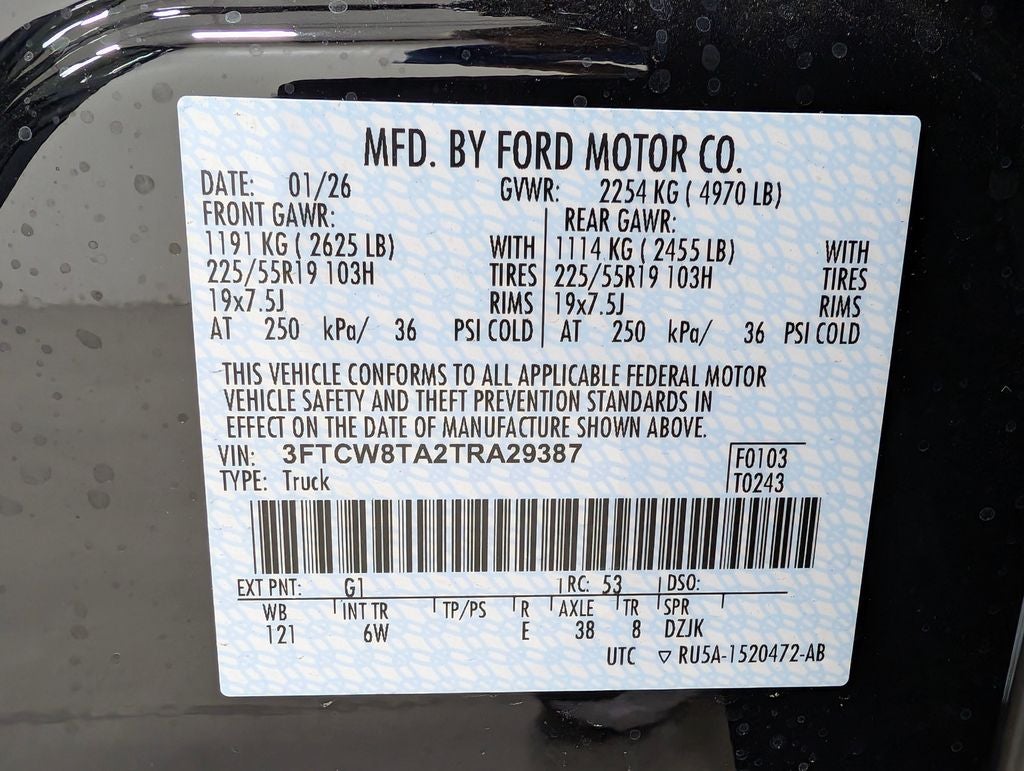 MFD. BY FORD MOTOR CO.
DATE: 01/26 GVWR: 2254 KG ( 4970 LB)
FRONT GAWR: REAR GAWR:
1191 KG ( 2625 LB) WITH 1114 KG ( 2455 LB) WITH
225/55R19 103H TIRES 225/55R19 103H TIRES
19x7.5J RIMS 19x7.5J RIMS
AT 250 kPa/ 36 PSI COLD AT 250 kPa/ 36 PSI COLD
THIS VEHICLE CONFORMS TO ALL APPLICABLE FEDERAL MOTOR
VEHICLE SAFETY AND THEFT PREVENTION STANDARDS IN
EFFECT ON THE DATE OF MANUFACTURE SHOWN ABOVE.
VIN: 3FTCW8TA2TRA29387 F0103
TYPE: Truck T0243
EXT PNT: G1 RC: 53 DSO:
WB INT TR TP/PS R AXLE TR SPR
121 6W E 38 8 DZJK
UTC ▽ RU5A-1520472-AB